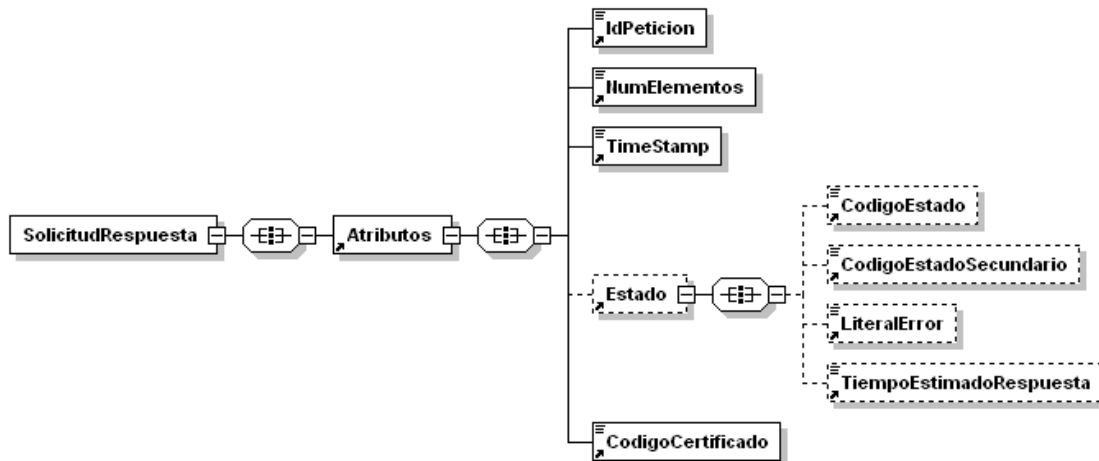 IdPeticion
NumElementos
TimeStamp
SolicitudRespuesta
Atributos
CodigoEstado
CodigoEstadoSecundario
Estado
LiteralError
TiempoEstimadoRespuesta
CodigoCertificado